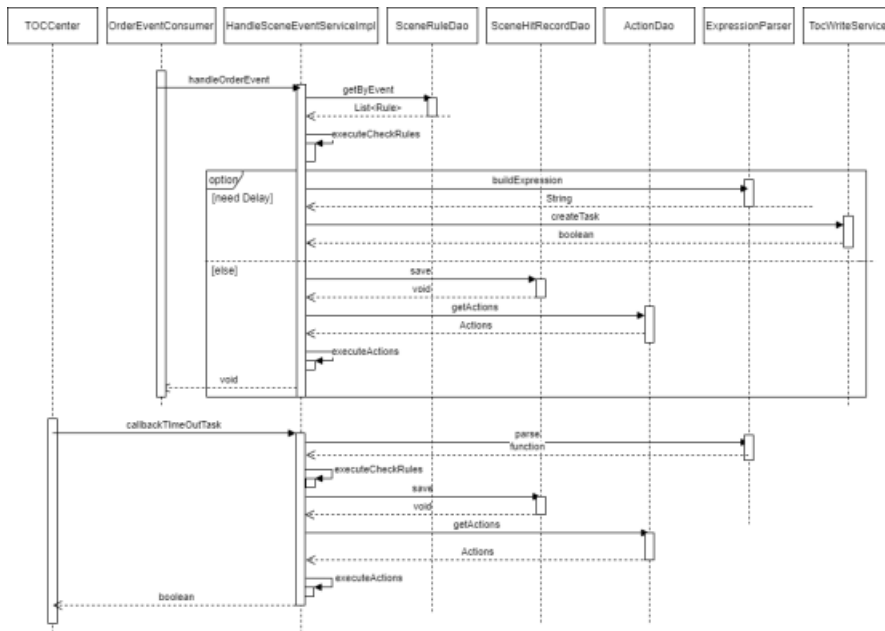 TOCCenter
OrderEventConsumer
HandleSceneEventServiceImpl
SceneRuleDao
SceneHitRecordDao
ActionDao
ExpressionParser
TocWriteService
handleOrderEvent
getByEvent
List<Rule>
executeCheckRules
option
buildExpression
[need Delay]
String
createTask
boolean
[else]
save
void
getActions
Actions
executeActions
void
callbackTImeOutTask
parse
function
executeCheckRules
save
void
getActions
Actions
executeActions
boolean